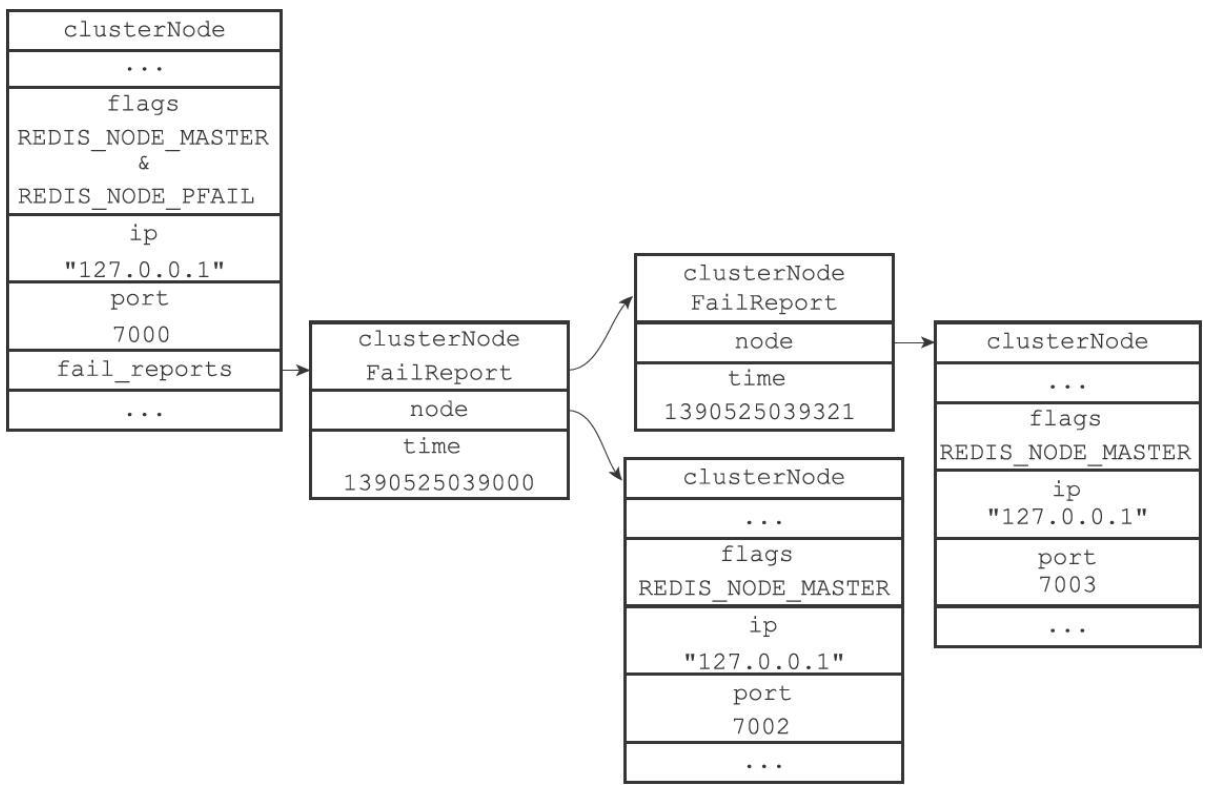 clusterNode
...
flags
REDIS_NODE_MASTER
&
REDIS_NODE_PFAIL
ip
"127.0.0.1"
port
7000
fail_reports
...
clusterNode
FailReport
node
time
1390525039000
clusterNode
FailReport
node
time
1390525039321
clusterNode
...
flags
REDIS_NODE_MASTER
ip
"127.0.0.1"
port
7002
...
clusterNode
...
flags
REDIS_NODE_MASTER
ip
"127.0.0.1"
port
7003
...